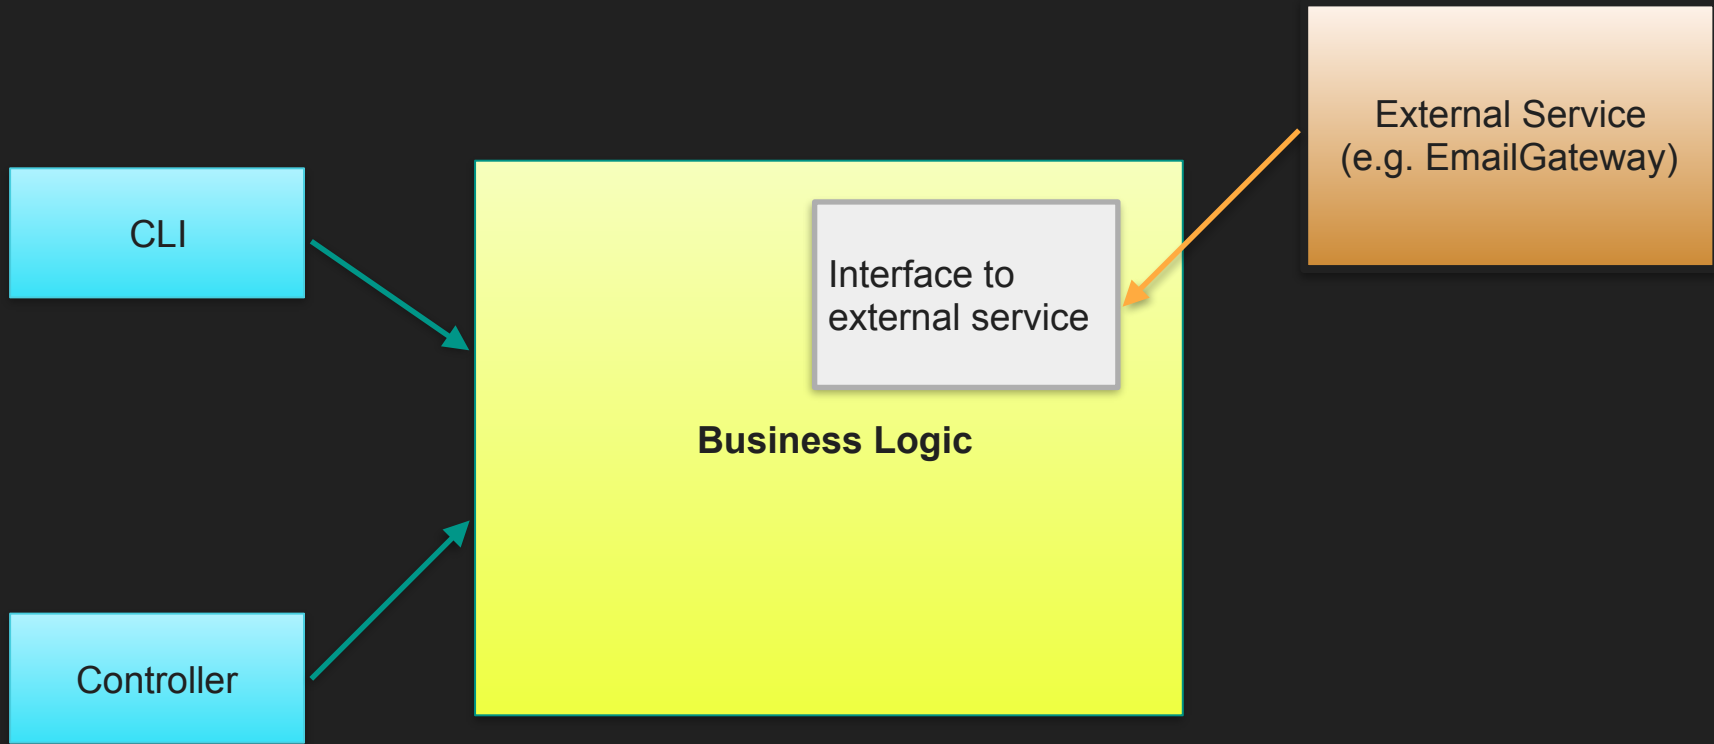 External Service
(e.g. EmailGateway)
CLI
Interface to
external service
Business Logic
Controller